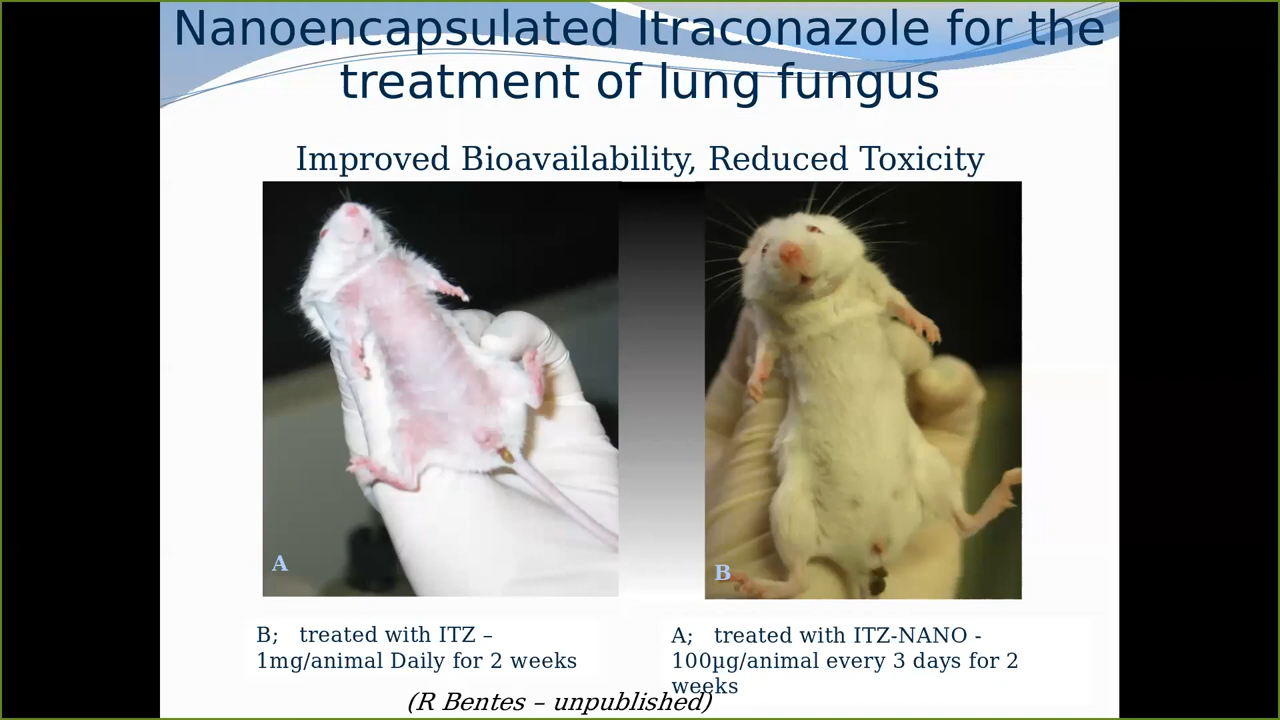 Nanoencapsulated Itraconazole for the
treatment of lung fungus
Improved Bioavailability, Reduced Toxicity
A
B
B;   treated with ITZ –
1mg/animal Daily for 2 weeks
A;   treated with ITZ-NANO -
100µg/animal every 3 days for 2
weeks
(R Bentes – unpublished)